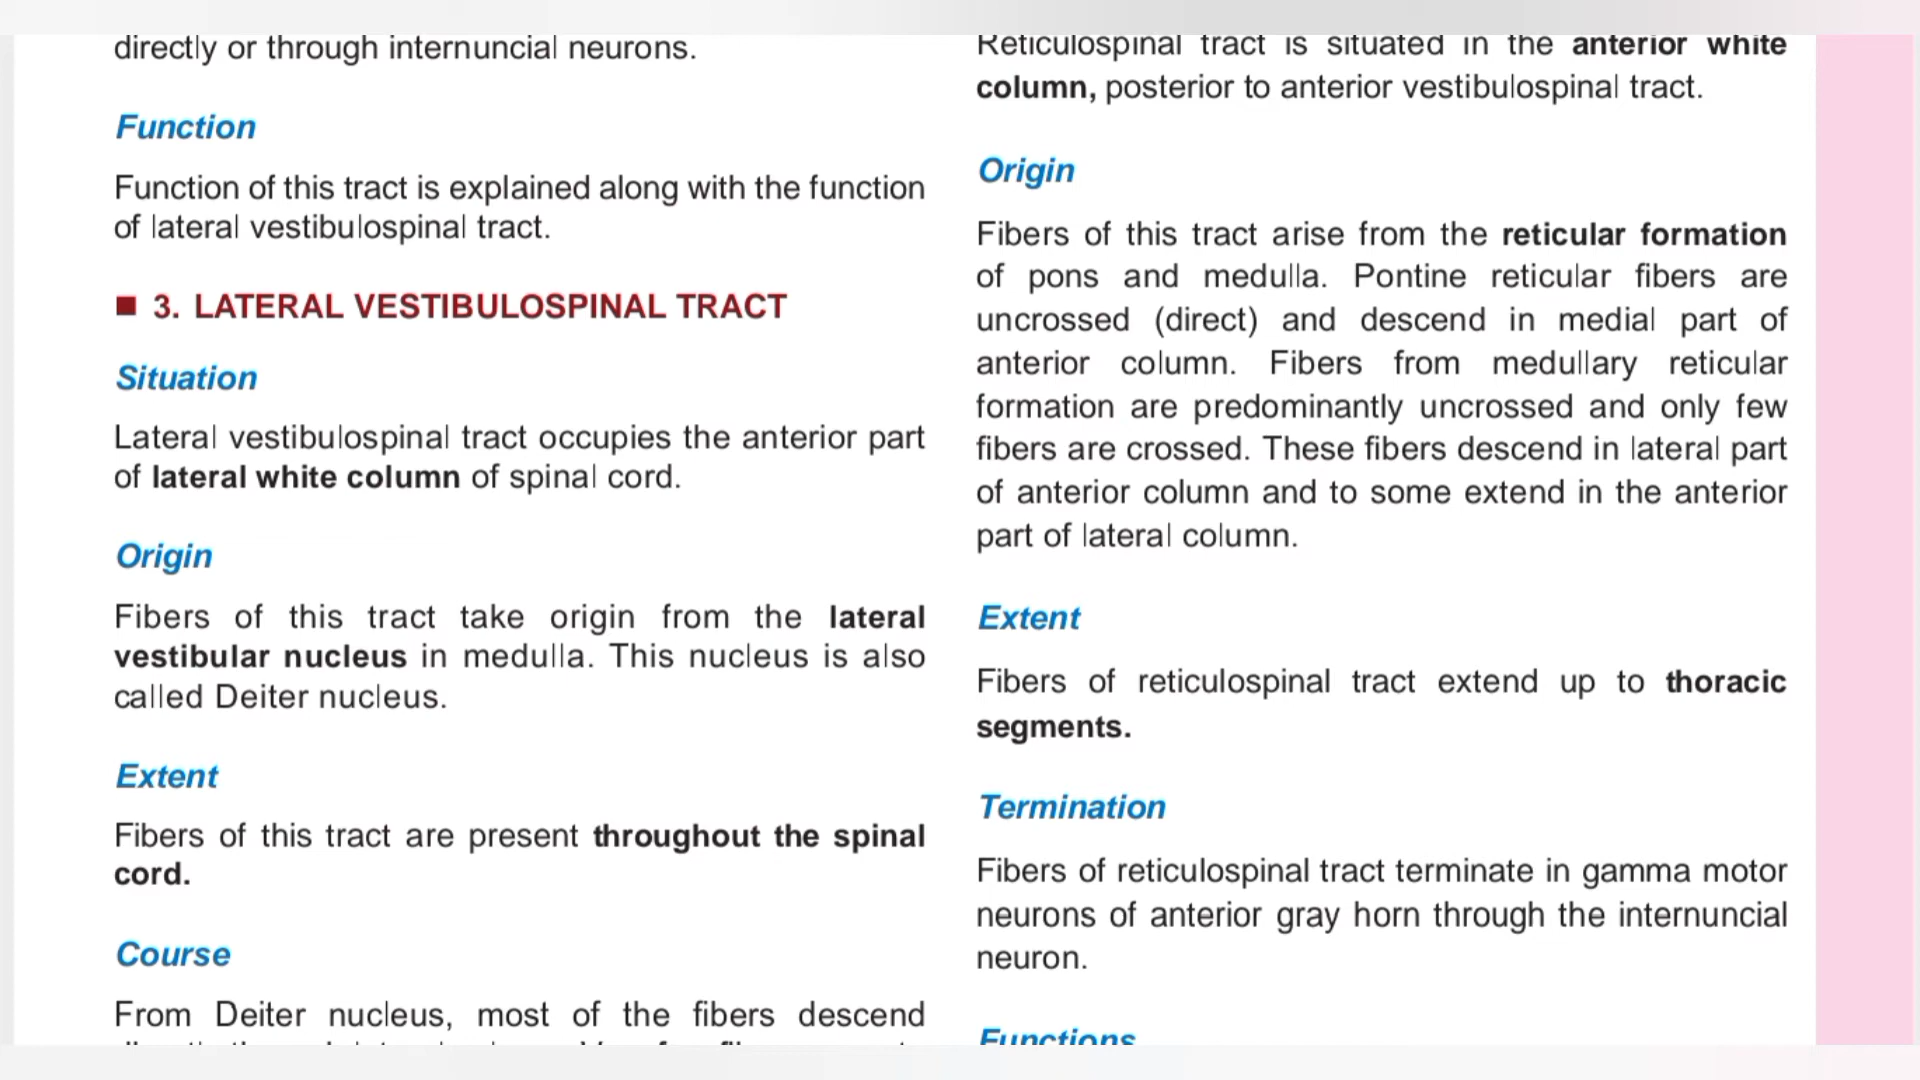 directly or through internuncial neurons.
Function
Function of this tract is explained along with the function
of lateral vestibulospinal tract.
■ 3. LATERAL VESTIBULOSPINAL TRACT
Situation
Lateral vestibulospinal tract occupies the anterior part
of lateral white column of spinal cord.
Origin
Fibers of this tract take origin from the lateral
vestibular nucleus in medulla. This nucleus is also
called Deiter nucleus.
Extent
Fibers of this tract are present throughout the spinal
cord.
Course
From Deiter nucleus, most of the fibers descend
Reticulospinal tract is situated in the anterior white
column, posterior to anterior vestibulospinal tract.
Origin
Fibers of this tract arise from the reticular formation
of pons and medulla. Pontine reticular fibers are
uncrossed (direct) and descend in medial part of
anterior column. Fibers from medullary reticular
formation are predominantly uncrossed and only few
fibers are crossed. These fibers descend in lateral part
of anterior column and to some extend in the anterior
part of lateral column.
Extent
Fibers of reticulospinal tract extend up to thoracic
segments.
Termination
Fibers of reticulospinal tract terminate in gamma motor
neurons of anterior gray horn through the internuncial
neuron.
Functions